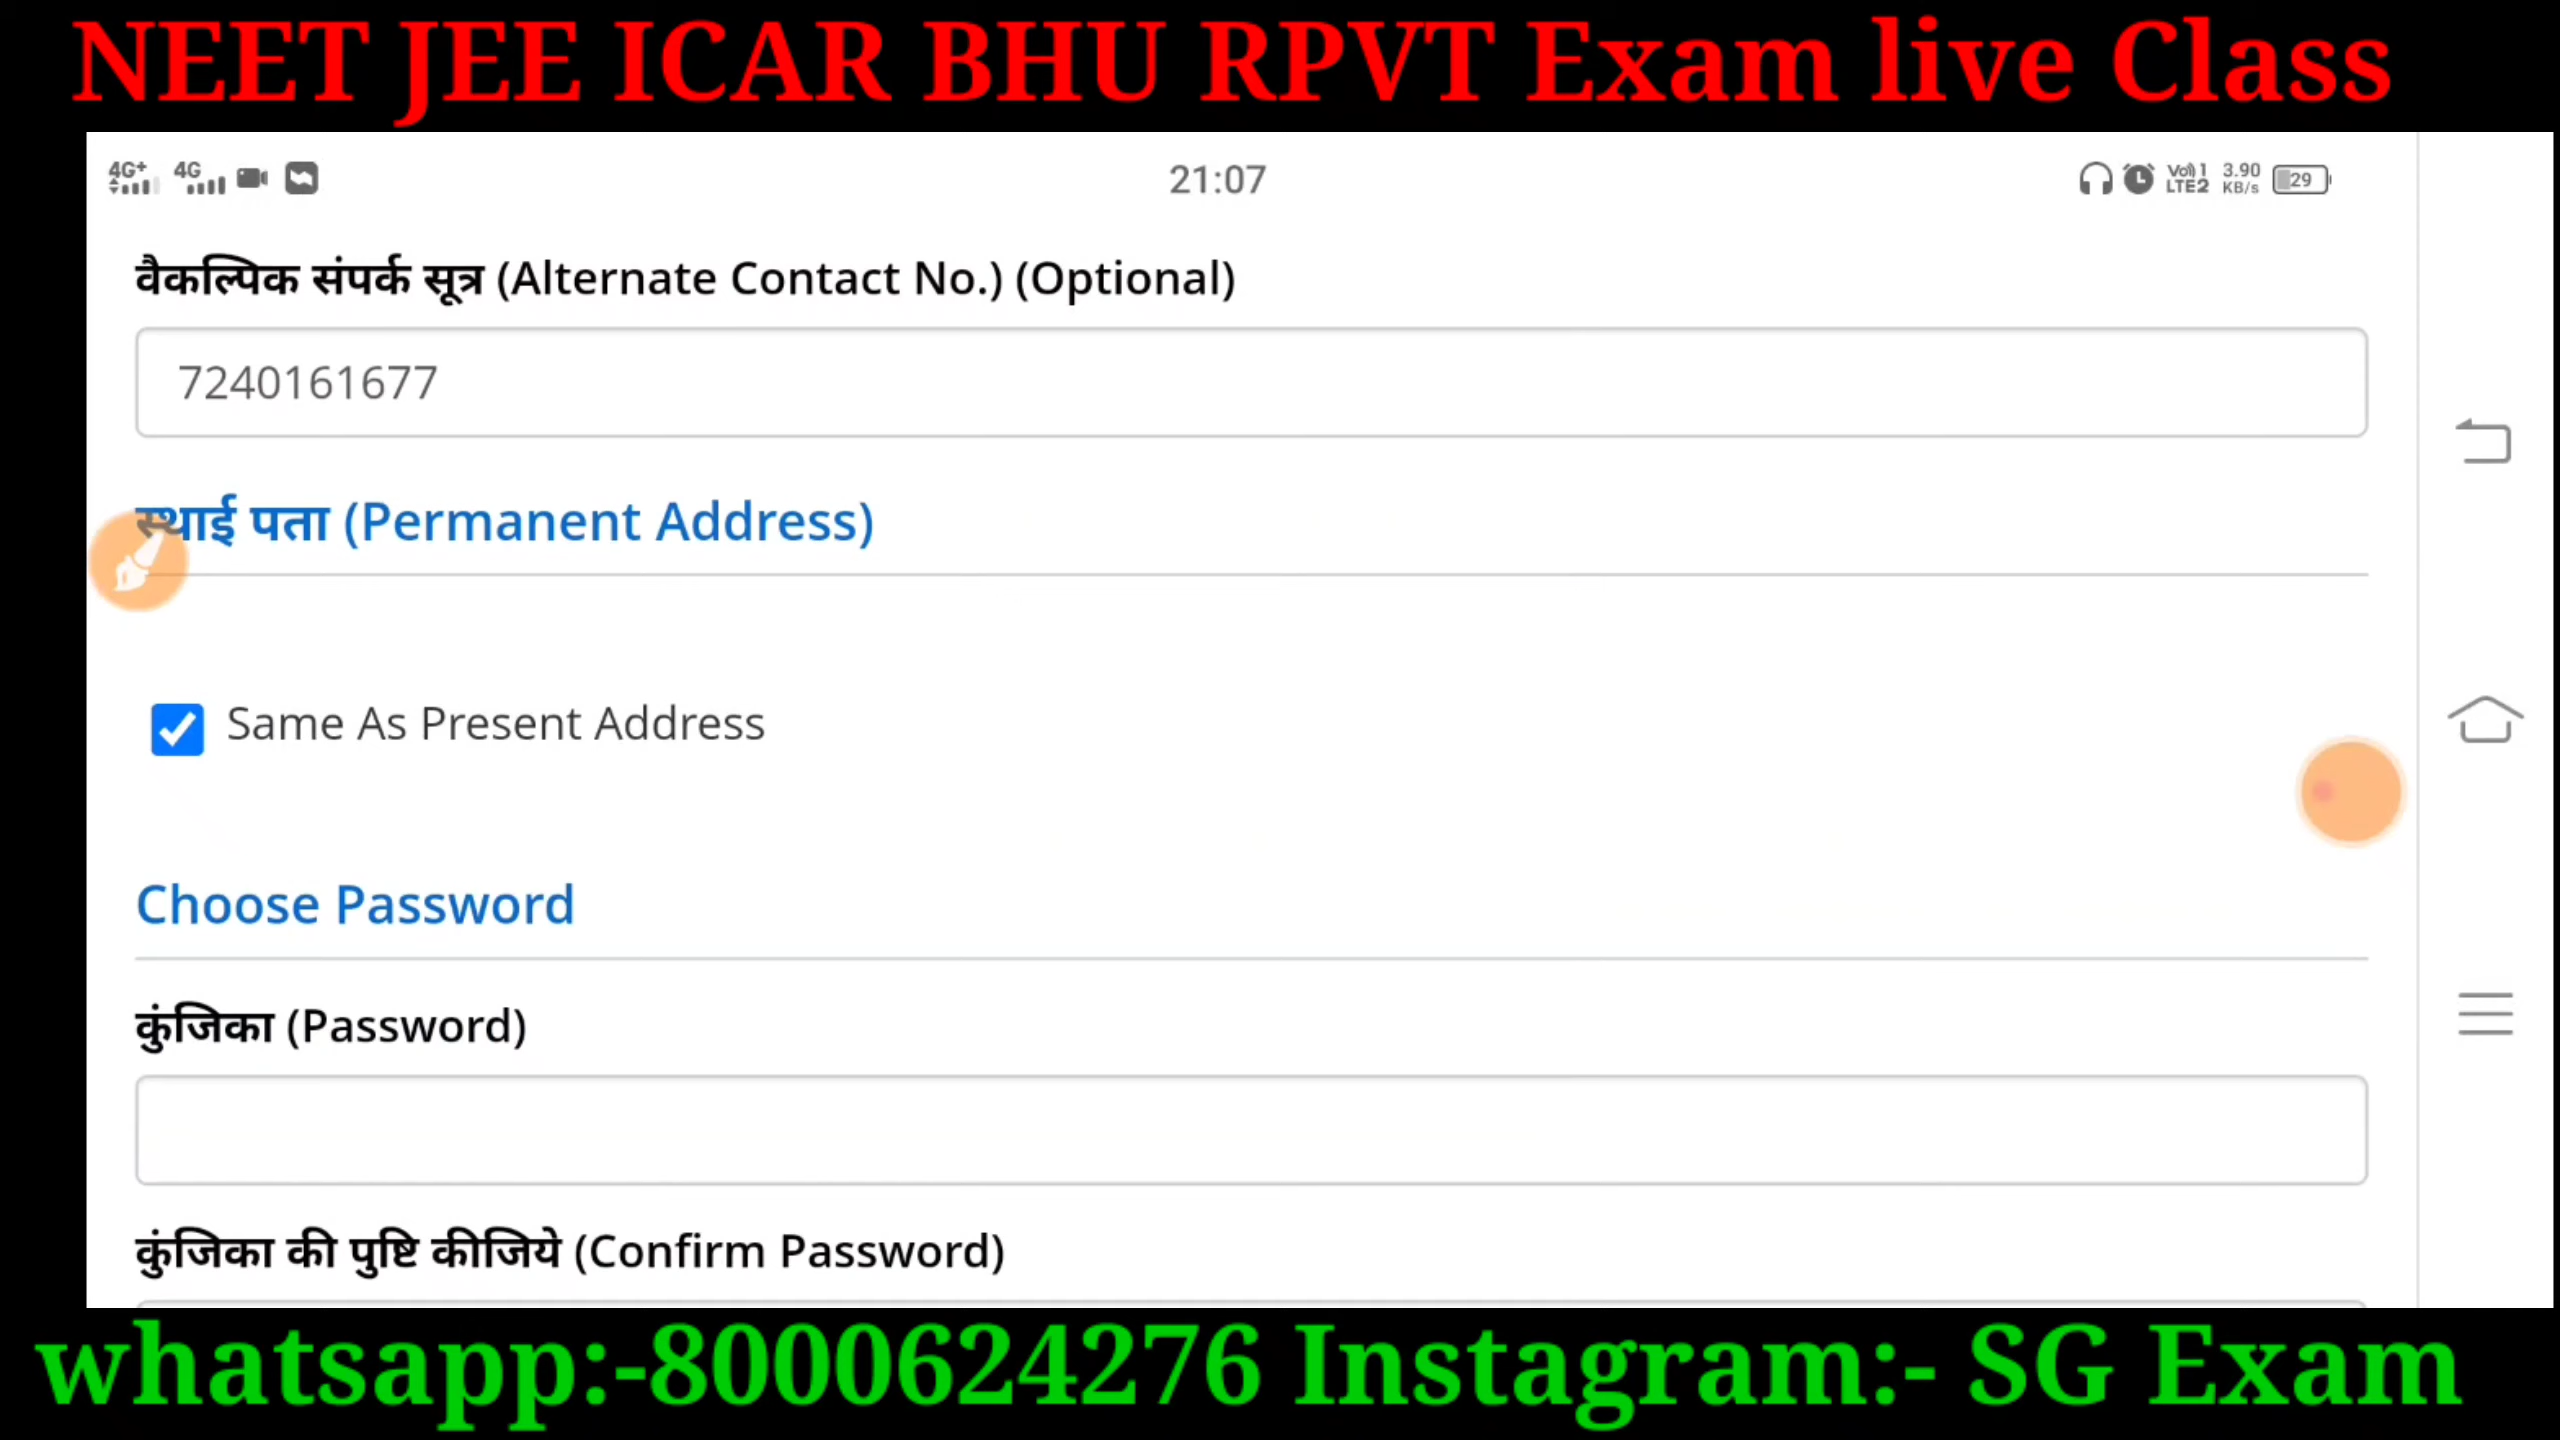 NEET JEE ICAR BHU RPVT Exam live Class
4G+ 4G 21:07 Vo)) 1 LTE2 3.90 KB/s 29
वैकल्पिक संपर्क सूत्र (Alternate Contact No.) (Optional)
7240161677
स्थाई पता (Permanent Address)
Same As Present Address
Choose Password
कुंजिका (Password)
कुंजिका की पुष्टि कीजिये (Confirm Password)
whatsapp:-8000624276 Instagram:- SG Exam